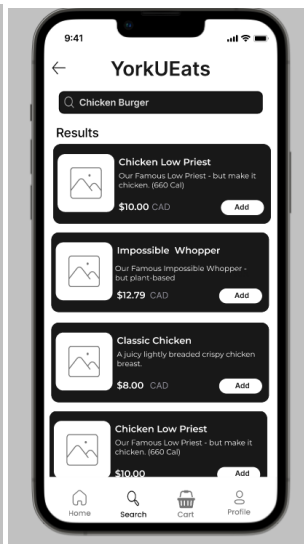 9:41
YorkUEats
Chicken Burger
Results
Chicken Low Priest
Our Famous Low Priest - but make it
chicken. (660 Cal)
$10.00 CAD
Add
Impossible Whopper
Our Famous Impossible Whopper -
but plant-based
$12.79 CAD
Add
Classic Chicken
A juicy lightly breaded crispy chicken
breast.
$8.00 CAD
Add
Chicken Low Priest
Our Famous Low Priest - but make it
chicken. (660 Cal)
$10.00
Add
Home
Search
Cart
Profile